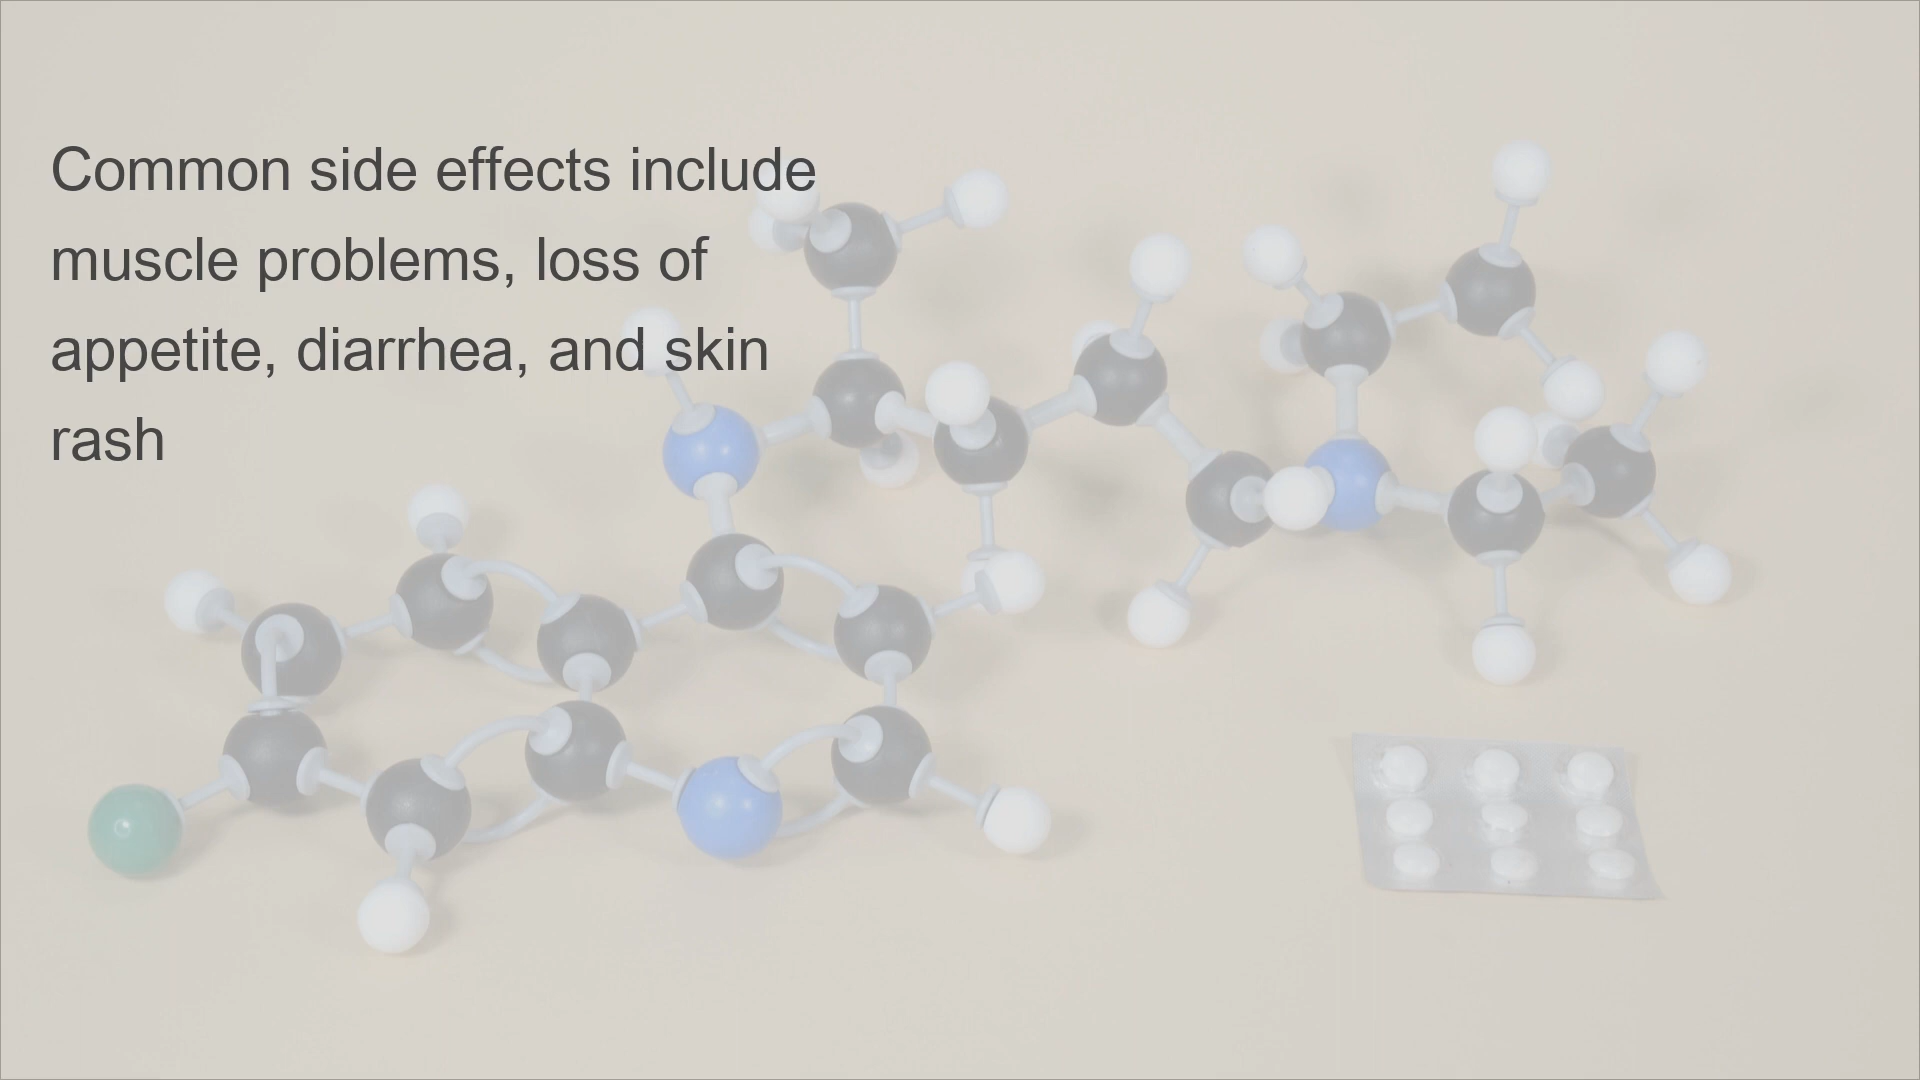 Common side effects include
muscle problems, loss of
appetite, diarrhea, and skin
rash